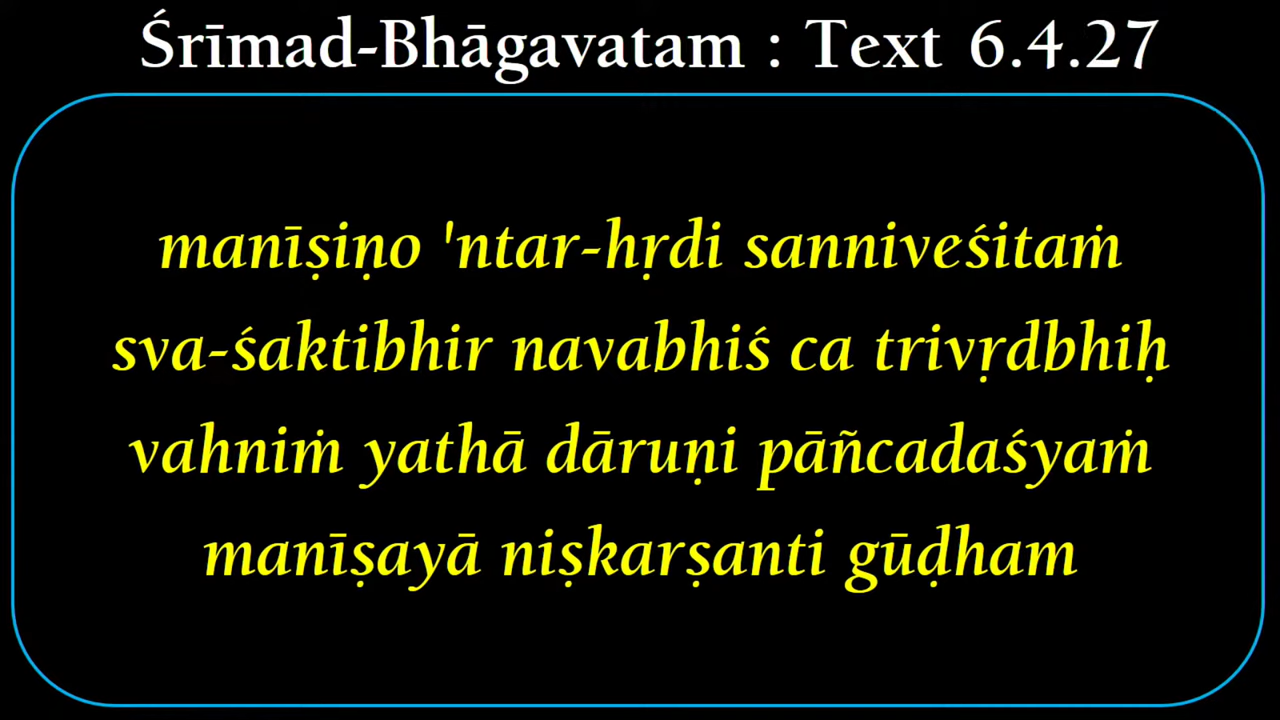 Śrīmad-Bhāgavatam : Text 6.4.27
manīṣiṇo 'ntar-hṛdi sanniveśitaṁ
sva-śaktibhir navabhiś ca trivṛdbhiḥ
vahniṁ yathā dāruṇi pāñcadaśyaṁ
manīṣayā niṣkarṣanti gūḍham